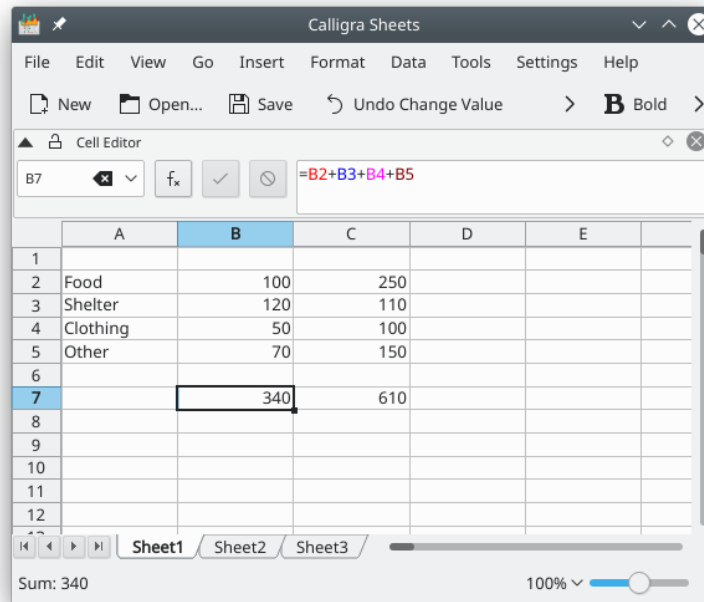 Calligra Sheets
File Edit View Go Insert Format Data Tools Settings Help
New Open... Save Undo Change Value B Bold
Cell Editor
B7 fx =B2+B3+B4+B5
A B C D E
1
2 Food 100 250
3 Shelter 120 110
4 Clothing 50 100
5 Other 70 150
6
7 340 610
8
9
10
11
12
Sheet1 Sheet2 Sheet3
Sum: 340 100%